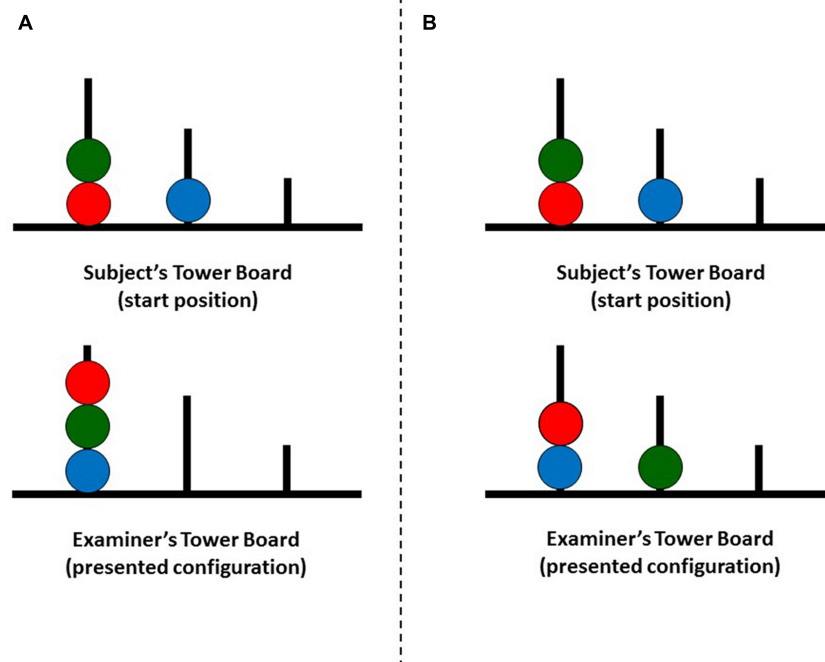 A
Subject's Tower Board
(start position)
Examiner's Tower Board
(presented configuration)
B
Subject's Tower Board
(start position)
Examiner's Tower Board
(presented configuration)